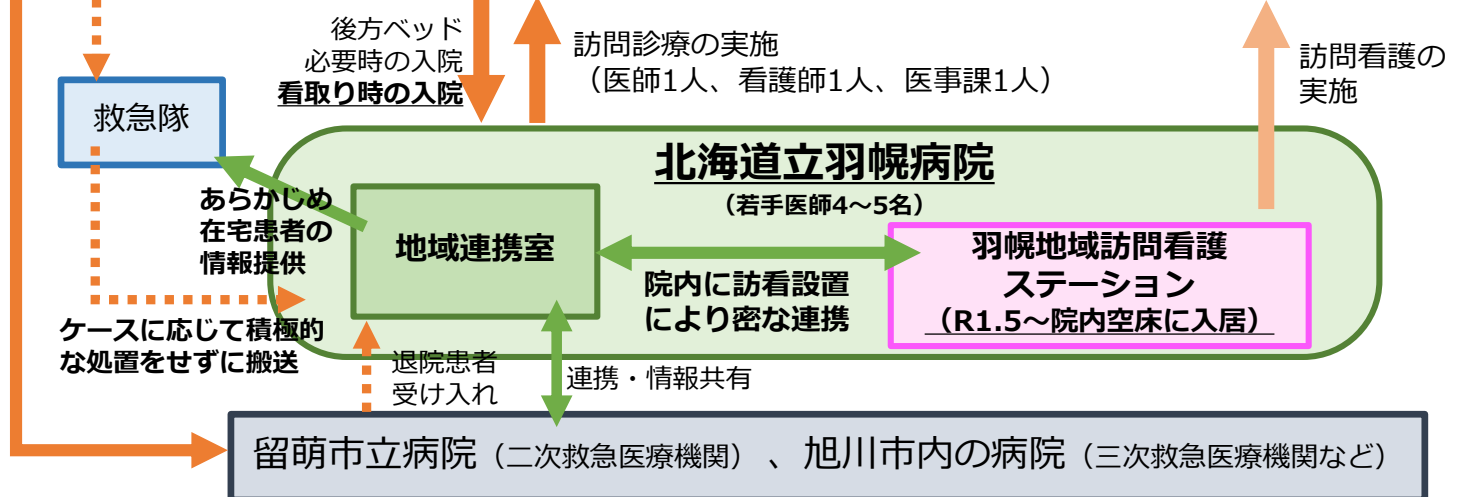 後方ベッド
必要時の入院
看取り時の入院
訪問診療の実施
（医師1人、看護師1人、医事課1人）
訪問看護の
実施
救急隊
北海道立羽幌病院
（若手医師4～5名）
あらかじめ
在宅患者の
情報提供
地域連携室
院内に訪看設置
により密な連携
羽幌地域訪問看護
ステーション
（R1.5～院内空床に入居）
ケースに応じて積極的
な処置をせずに搬送
退院患者
受け入れ
連携・情報共有
留萌市立病院（二次救急医療機関）、旭川市内の病院（三次救急医療機関など）